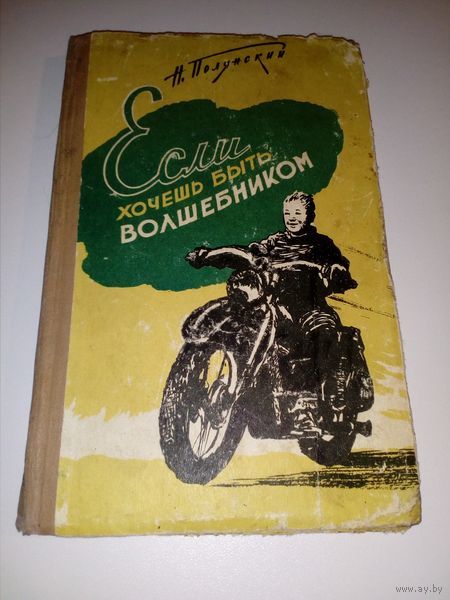 Н. Полунский
Если
ХОЧЕШЬ БЫТЬ
ВОЛШЕБНИКОМ
www.ay.by